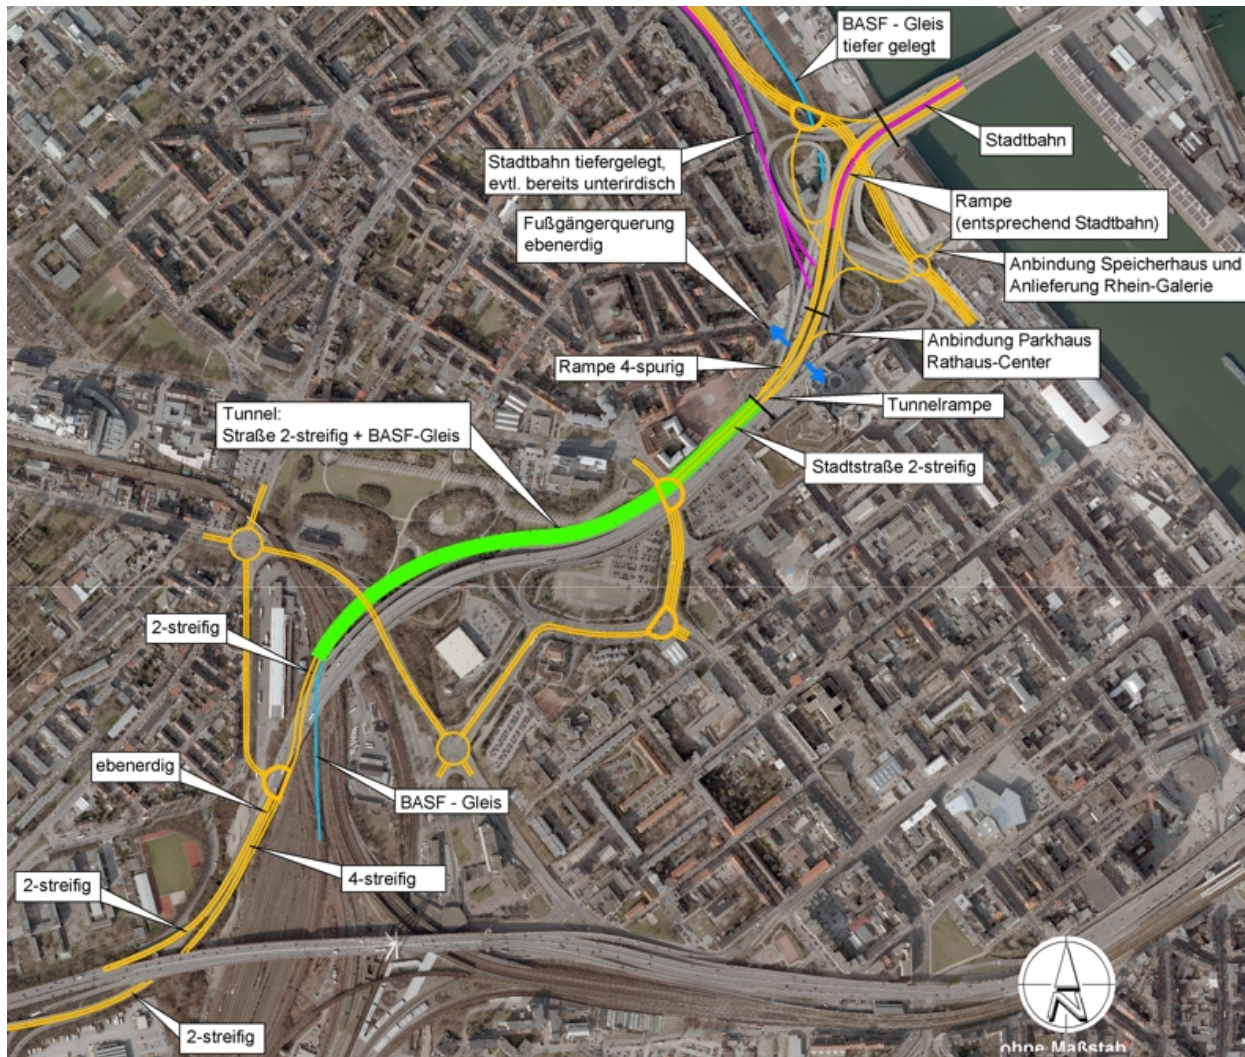 BASF - Gleis
tiefer gelegt
Stadtbahn
Stadtbahn tiefergelegt,
evtl. bereits unterirdisch
Rampe
(entsprechend Stadtbahn)
Fußgängerquerung
ebenerdig
Anbindung Speicherhaus und
Anlieferung Rhein-Galerie
Anbindung Parkhaus
Rathaus-Center
Rampe 4-spurig
Tunnelrampe
Tunnel:
Straße 2-streifig + BASF-Gleis
Stadtstraße 2-streifig
2-streifig
ebenerdig
BASF - Gleis
4-streifig
2-streifig
2-streifig
N
ohne Maßstab